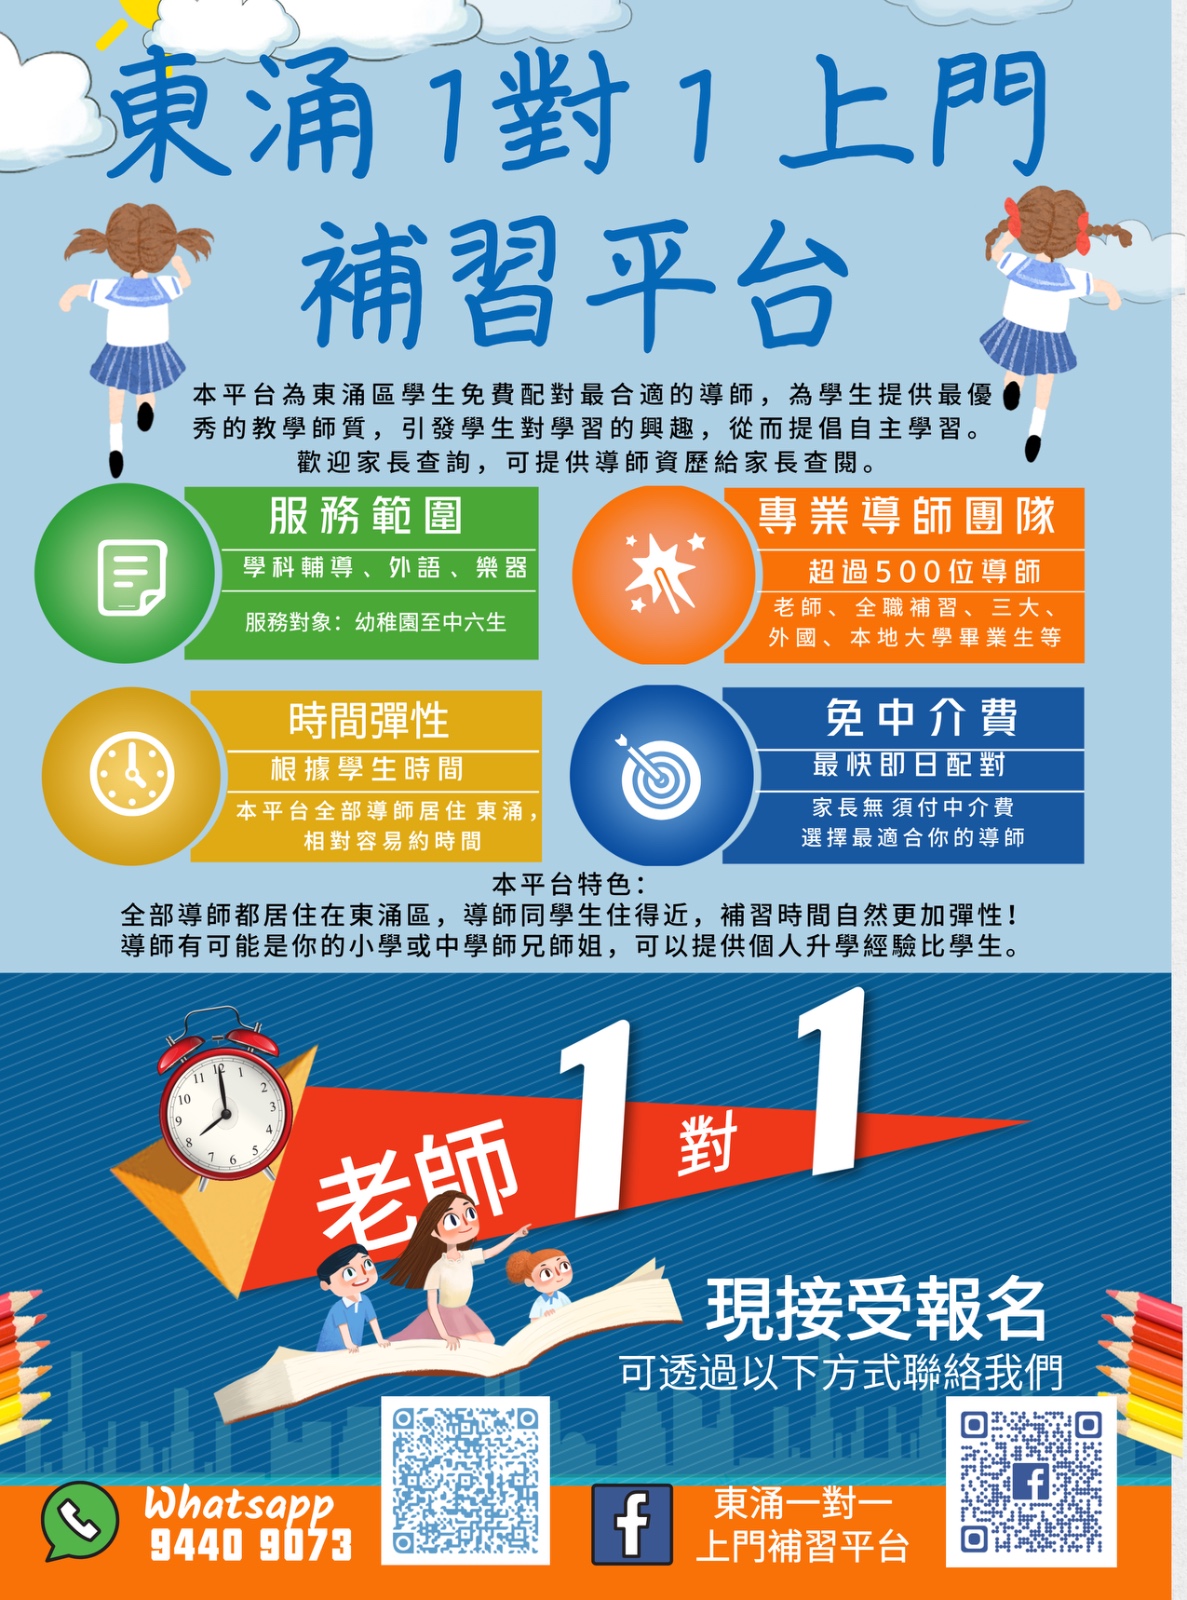 東涌1對1上門
補習平台
本平台為東涌區學生免費配對最合適的導師，為學生提供最優
秀的教學師質，引發學生對學習的興趣，從而提倡自主學習。
歡迎家長查詢，可提供導師資歷給家長查閱。
服務範圍
學科輔導、外語、樂器
服務對象：幼稚園至中六生
專業導師團隊
超過500位導師
老師、全職補習、三大、
外國、本地大學畢業生等
時間彈性
根據學生時間
本平台全部導師居住東涌，
相對容易約時間
免中介費
最快即日配對
家長無須付中介費
選擇最適合你的導師
本平台特色：
全部導師都居住在東涌區，導師同學生住得近，補習時間自然更加彈性！
導師有可能是你的小學或中學師兄師姐，可以提供個人升學經驗比學生。
12 1 2 3 4 5 6 7 8 9 10 11
老師1對1
現接受報名
可透過以下方式聯絡我們
Whatsapp
9440 9073
東涌一對一
上門補習平台